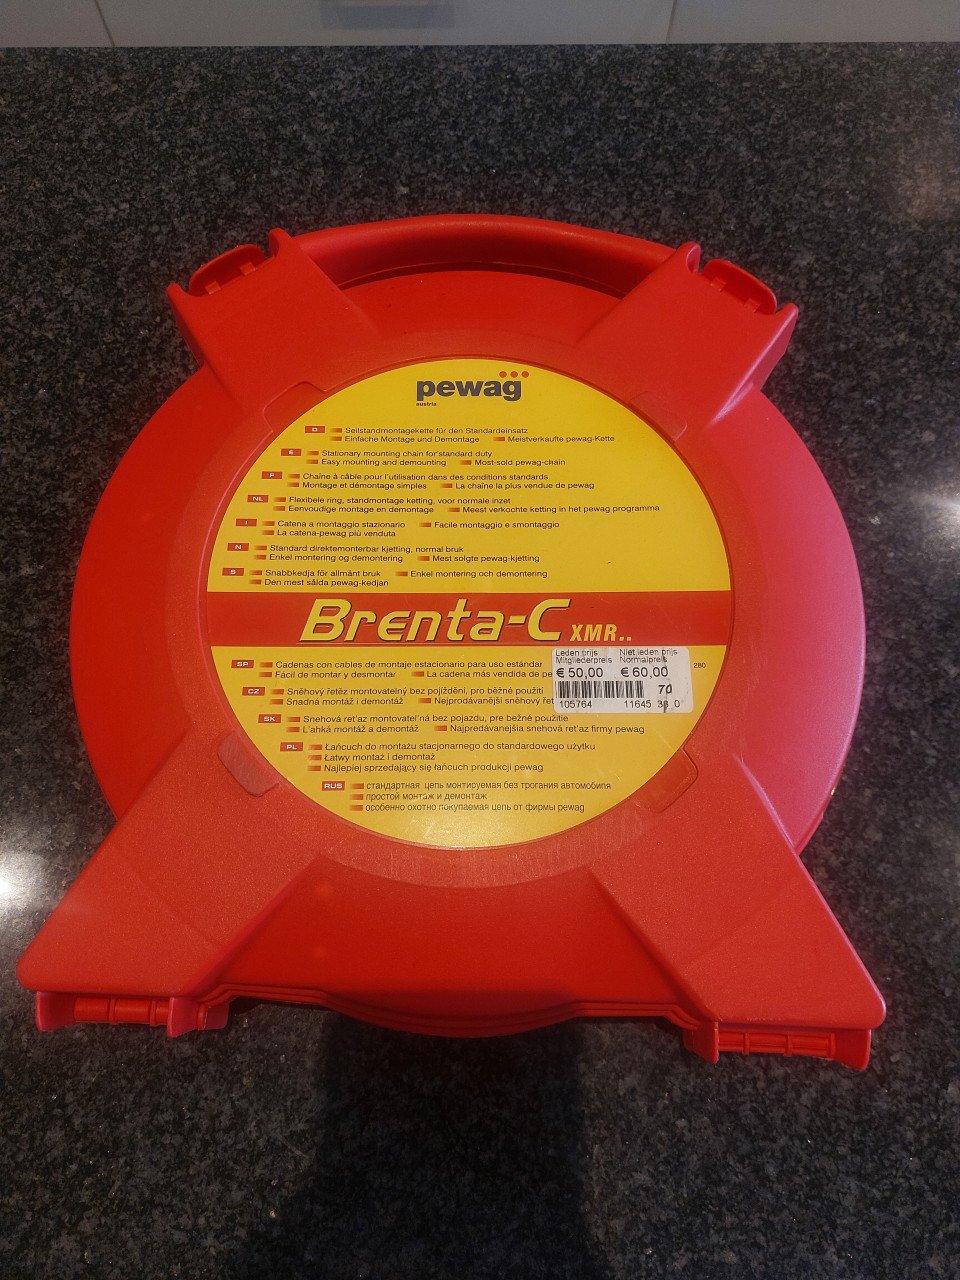 pewag
austria
D Seilstandmontagekette für den Standardeinsatz
Einfache Montage und Demontage Meistverkaufte pewag-Kette
E Stationary mounting chain for standard duty
Easy mounting and demounting Most-sold pewag-chain
F Chaîne à câble pour l'utilisation dans des conditions standards
Montage et démontage simples La chaîne la plus vendue de pewag
NL Flexibele ring, standmontage ketting, voor normale inzet
Eenvoudige montage en demontage Meest verkochte ketting in het pewag programma
I Catena a montaggio stazionario Facile montaggio e smontaggio
La catena-pewag più venduta
N Standard direktemonterbar kjetting, normal bruk
Enkel montering og demontering Mest solgte pewag-kjetting
S Snabbkedja för allmänt bruk Enkel montering och demontering
Den mest sålda pewag-kedjan
Brenta-C XMR..
SP Cadenas con cables de montaje estacionario para uso estándar
Fácil de montar y desmontar La cadena más vendida de pe
CZ Sněhový řetěz montovatelný bez pojíždění, pro běžné použití
Snadná montáž i demontáž Nejprodávanější sněhový řet
SK Snehová reťaz montovateľná bez pojazdu, pre bežné použitie
L'ahká montáž a demontáž Najpredávanejšia snehová reťaz firmy pewag
PL Łańcuch do montażu stacjonarnego do standardowego użytku
Łatwy montaż i demontaż
Najlepiej sprzedający się łańcuch produkcji pewag
RUS стандартная цепь монтируемая без трогания автомобиля
простой монтаж и демонтаж
особенно охотно покупаемая цепь от фирмы pewag
Leden prijs Niet leden prijs
Mitgliederpreis Normalpreis
€ 50,00 € 60,00
70
105764 11645 0
280